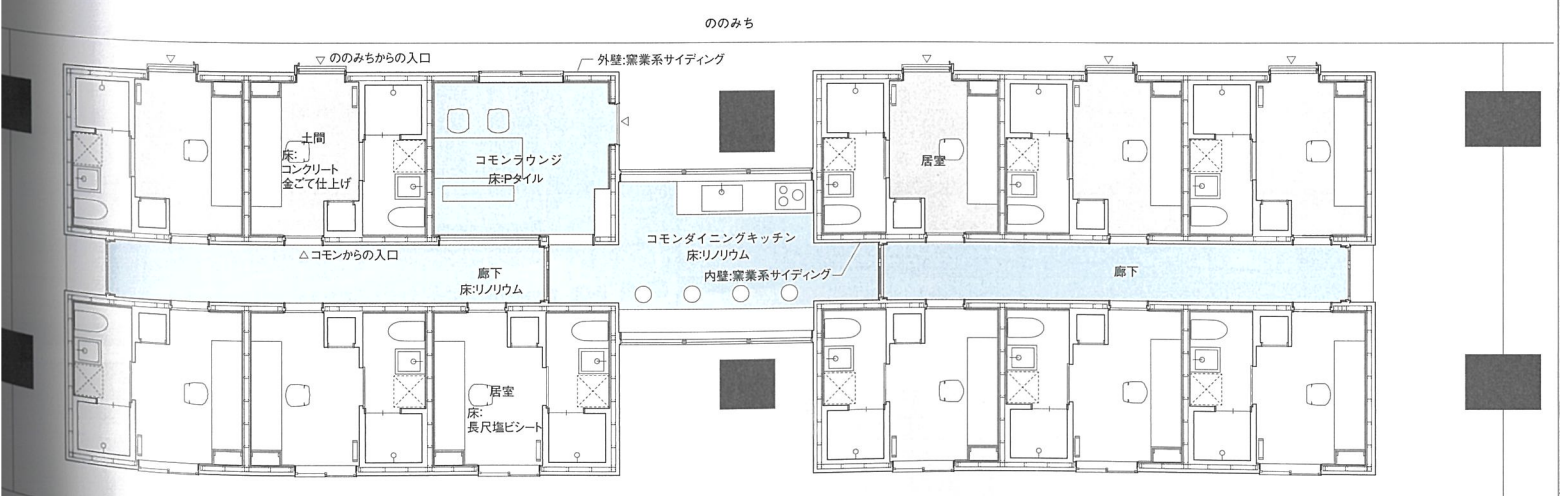 ののみち
ののみちからの入口
外壁:窯業系サイディング
土間
床:
コンクリート
金ごて仕上げ
コモンラウンジ
床:Pタイル
居室
コモンダイニングキッチン
床:リノリウム
内壁:窯業系サイディング
コモンからの入口
廊下
床:リノリウム
廊下
居室
床:
長尺塩ビシート